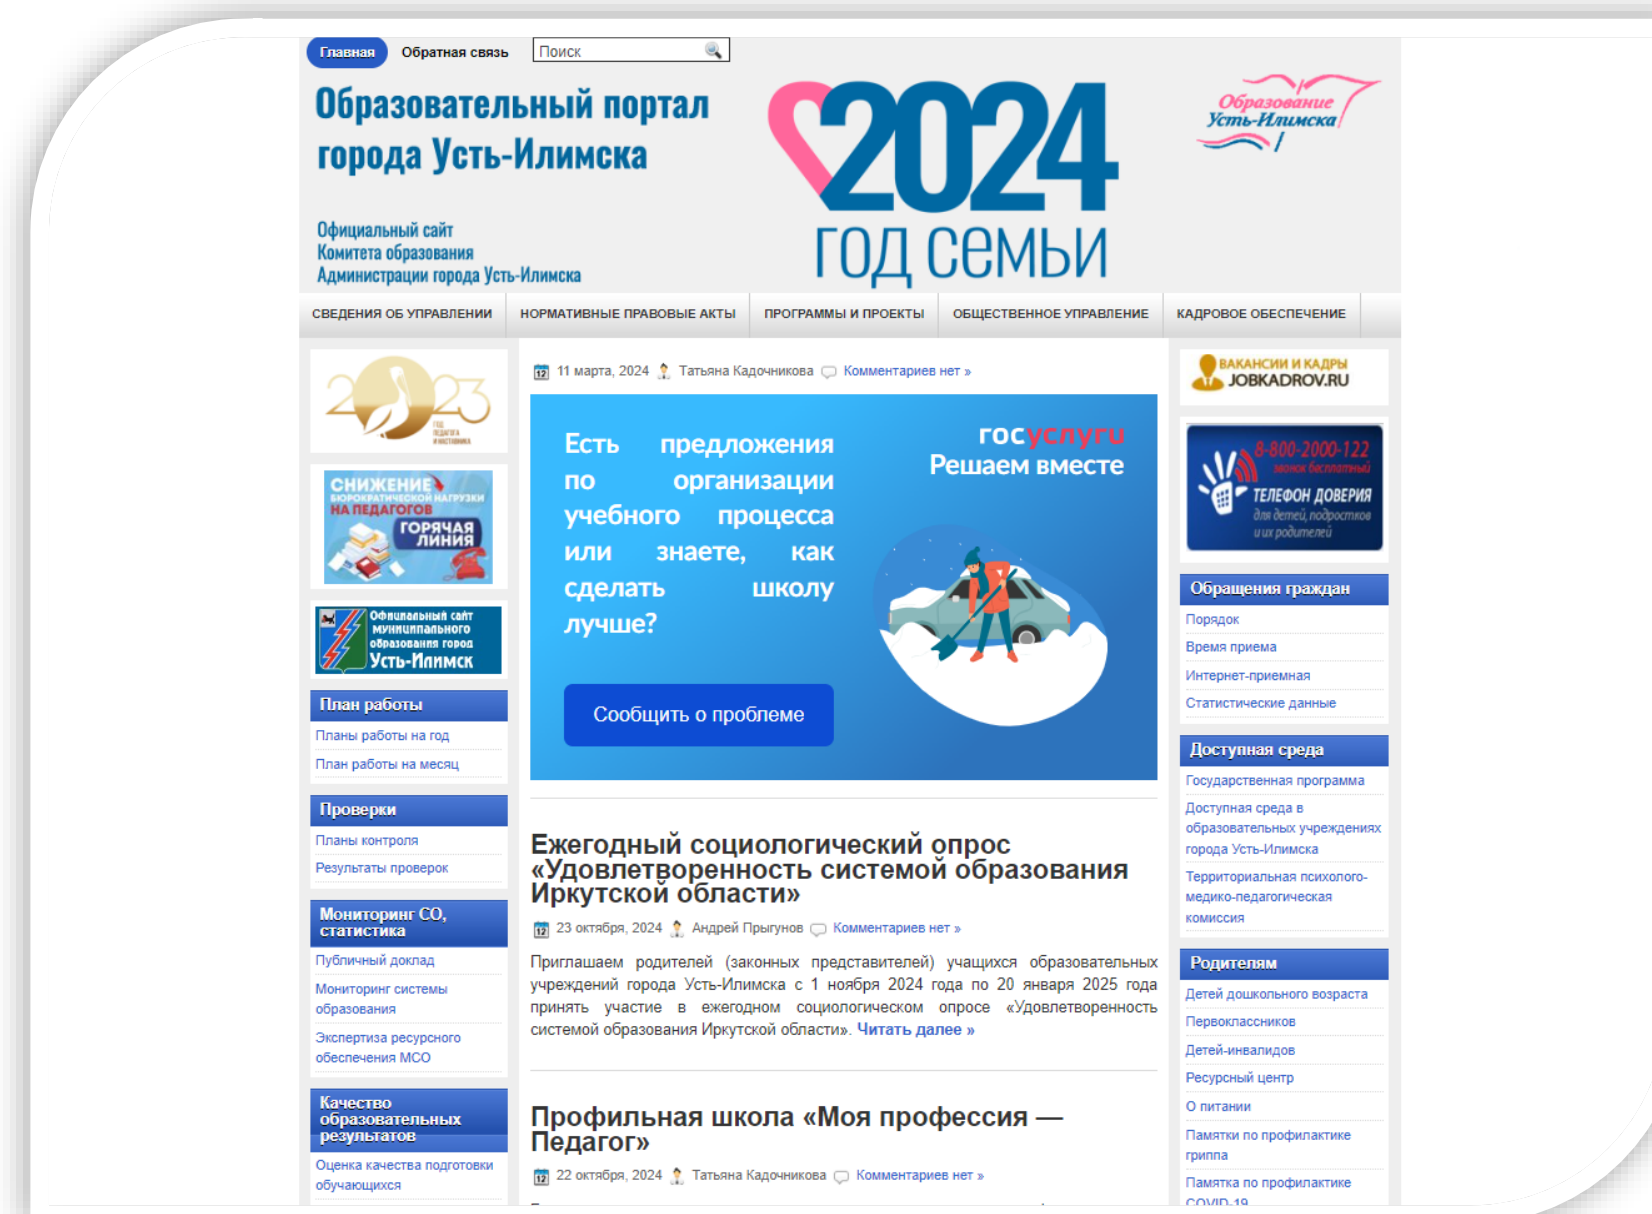 Главная
Обратная связь
Поиск
Образовательный портал
города Усть-Илимска
Официальный сайт
Комитета образования
Администрации города Усть-Илимска
2024
ГОД СЕМЬИ
Образование
Усть-Илимска
СВЕДЕНИЯ ОБ УПРАВЛЕНИИ
НОРМАТИВНЫЕ ПРАВОВЫЕ АКТЫ
ПРОГРАММЫ И ПРОЕКТЫ
ОБЩЕСТВЕННОЕ УПРАВЛЕНИЕ
КАДРОВОЕ ОБЕСПЕЧЕНИЕ
2023
ГОД
ПЕДАГОГА
И НАСТАВНИКА
СНИЖЕНИЕ
БЮРОКРАТИЧЕСКОЙ НАГРУЗКИ
НА ПЕДАГОГОВ
ГОРЯЧАЯ
ЛИНИЯ
Официальный сайт
муниципального
образования город
Усть-Илимск
План работы
Планы работы на год
План работы на месяц
Проверки
Планы контроля
Результаты проверок
Мониторинг СО,
статистика
Публичный доклад
Мониторинг системы
образования
Экспертиза ресурсного
обеспечения МСО
Качество
образовательных
результатов
Оценка качества подготовки
обучающихся
12 11 марта, 2024 Татьяна Кадочникова Комментариев нет »
Есть предложения
по организации
учебного процесса
или знаете, как
сделать школу
лучше?
госуслуги
Решаем вместе
Сообщить о проблеме
Ежегодный социологический опрос
«Удовлетворенность системой образования
Иркутской области»
12 23 октября, 2024 Андрей Прыгунов Комментариев нет »
Приглашаем родителей (законных представителей) учащихся образовательных
учреждений города Усть-Илимска с 1 ноября 2024 года по 20 января 2025 года
принять участие в ежегодном социологическом опросе «Удовлетворенность
системой образования Иркутской области». Читать далее »
Профильная школа «Моя профессия —
Педагог»
12 22 октября, 2024 Татьяна Кадочникова Комментариев нет »
ВАКАНСИИ И КАДРЫ
JOBKADROV.RU
8-800-2000-122
звонок бесплатный
ТЕЛЕФОН ДОВЕРИЯ
для детей, подростков
и их родителей
Обращения граждан
Порядок
Время приема
Интернет-приемная
Статистические данные
Доступная среда
Государственная программа
Доступная среда в
образовательных учреждениях
города Усть-Илимска
Территориальная психолого-
медико-педагогическая
комиссия
Родителям
Детей дошкольного возраста
Первоклассников
Детей-инвалидов
Ресурсный центр
О питании
Памятки по профилактике
гриппа
Памятка по профилактике
COVID-19